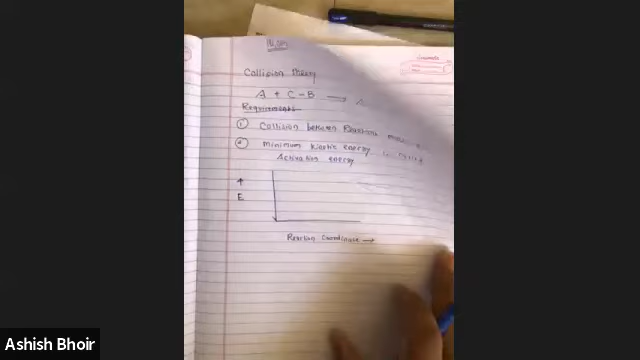 Collision Theory
A + C - B →
Requirements
① Collision between Reactant
② Minimum kinetic energy
Activation energy
↑
E
Reaction Coordinate →
Ashish Bhoir